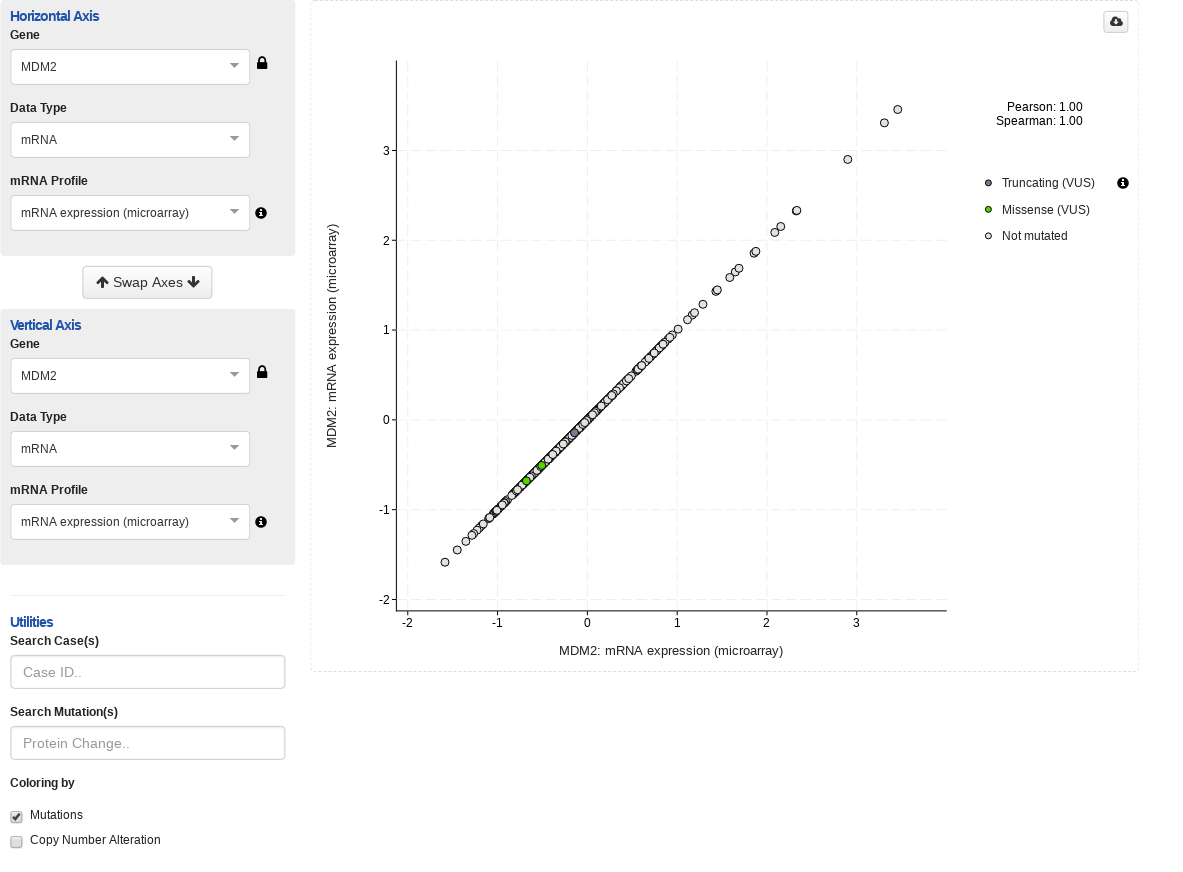 Horizontal Axis
Gene
MDM2
Data Type
mRNA
mRNA Profile
mRNA expression (microarray)
Swap Axes
Vertical Axis
Gene
MDM2
Data Type
mRNA
mRNA Profile
mRNA expression (microarray)
Utilities
Search Case(s)
Case ID..
Search Mutation(s)
Protein Change..
Coloring by
Mutations
Copy Number Alteration
MDM2: mRNA expression (microarray)
3
2
1
0
-1
-2
-2 -1 0 1 2 3
MDM2: mRNA expression (microarray)
Pearson: 1.00
Spearman: 1.00
Truncating (VUS)
Missense (VUS)
Not mutated